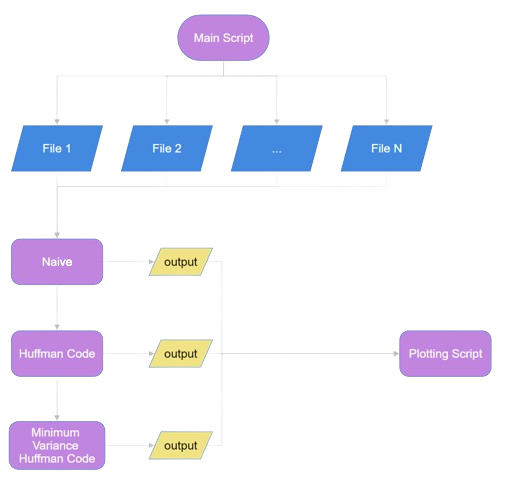 Main Script
File 1
File 2
...
File N
Naive
output
Huffman Code
output
Plotting Script
Minimum
Variance
Huffman Code
output